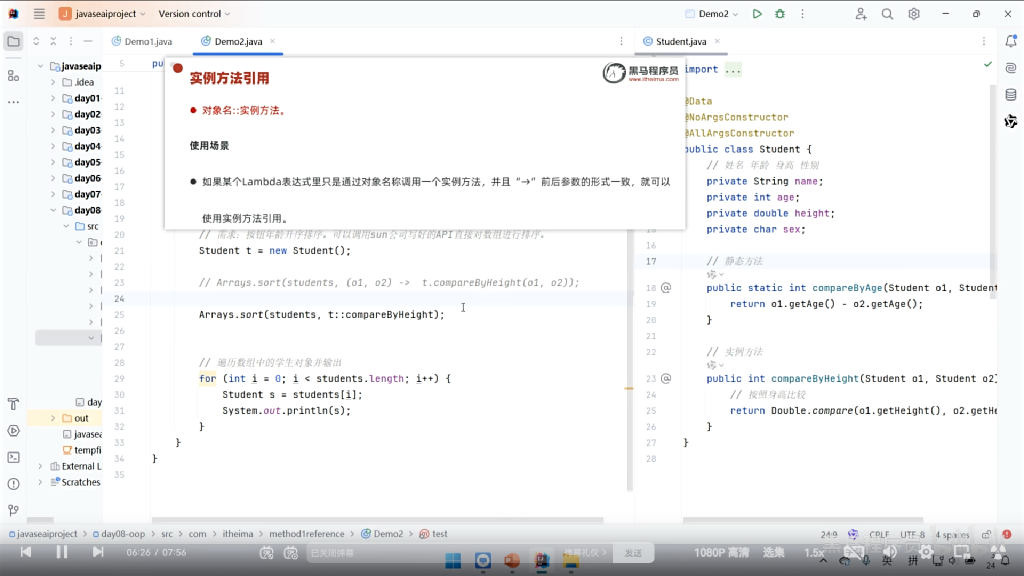 javaseaiproject
Version control
Demo2
Demo1.java
Demo2.java
Student.java
javaseaip
.idea
day01
day02
day03
day04
day05
day06
day07
day08
src
day
out
javasea
tempfi
External L
Scratches
实例方法引用
黑马程序员
www.itheima.com
对象名::实例方法。
使用场景
如果某个Lambda表达式里只是通过对象名称调用一个实例方法，并且“→”前后参数的形式一致，就可以
使用实例方法引用。
5 pu
11
12
13
14
15
16
17
18
19
20 // 需求：按钮年龄升序排序。可以调用sun公司写好的API直接对数组进行排序。
21 Student t = new Student();
22
23 // Arrays.sort(students, (o1, o2) -> t.compareByHeight(o1, o2));
24
25 Arrays.sort(students, t::compareByHeight);
26
27
28 // 遍历数组中的学生对象并输出
29 for (int i = 0; i < students.length; i++) {
30 Student s = students[i];
31 System.out.println(s);
32 }
33 }
34 }
35
import ...
@Data
@NoArgsConstructor
@AllArgsConstructor
public class Student {
// 姓名 年龄 身高 性别
private String name;
private int age;
private double height;
private char sex;
16
17 // 静态方法
18 public static int compareByAge(Student o1, Student
19 return o1.getAge() - o2.getAge();
20 }
21
22 // 实例方法
23 public int compareByHeight(Student o1, Student o2)
24 // 按照身高比较
25 return Double.compare(o1.getHeight(), o2.getHe
26 }
27 }
28
javaseaiproject > day08-oop > src > com > itheima > method1reference > Demo2 > test
24:9 UTF-8 4 spaces
06:26 / 07:56
已关闭弹幕
发送
1080P 高清
选集
1.5x
英
拼
24